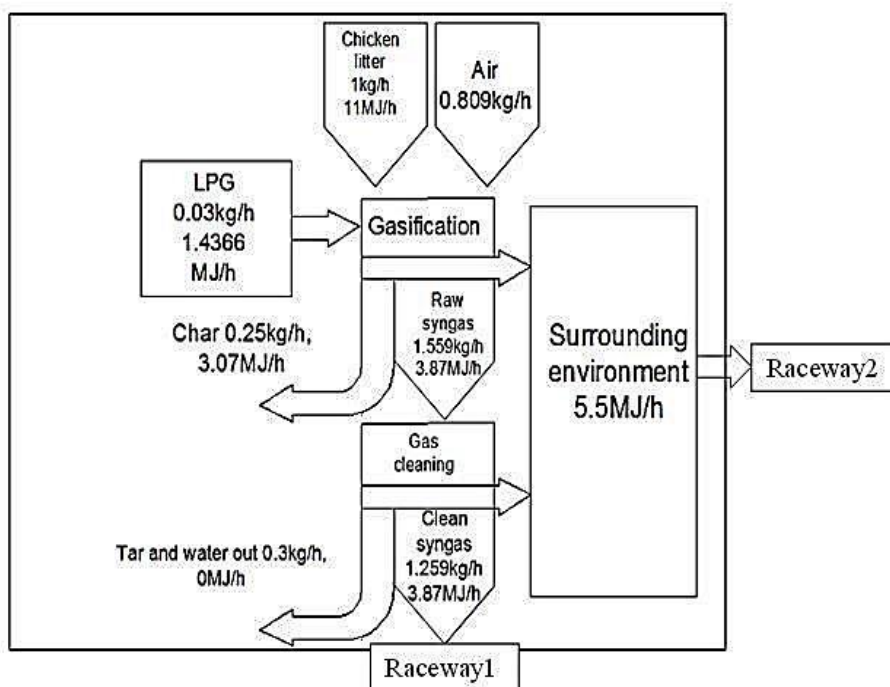 Chicken
litter
1kg/h
11MJ/h
Air
0.809kg/h
LPG
0.03kg/h
1.4366
MJ/h
Gasification
Char 0.25kg/h,
3.07MJ/h
Raw
syngas
1.559kg/h
3.87MJ/h
Surrounding
environment
5.5MJ/h
Raceway2
Gas
cleaning
Tar and water out 0.3kg/h,
0MJ/h
Clean
syngas
1.259kg/h
3.87MJ/h
Raceway1